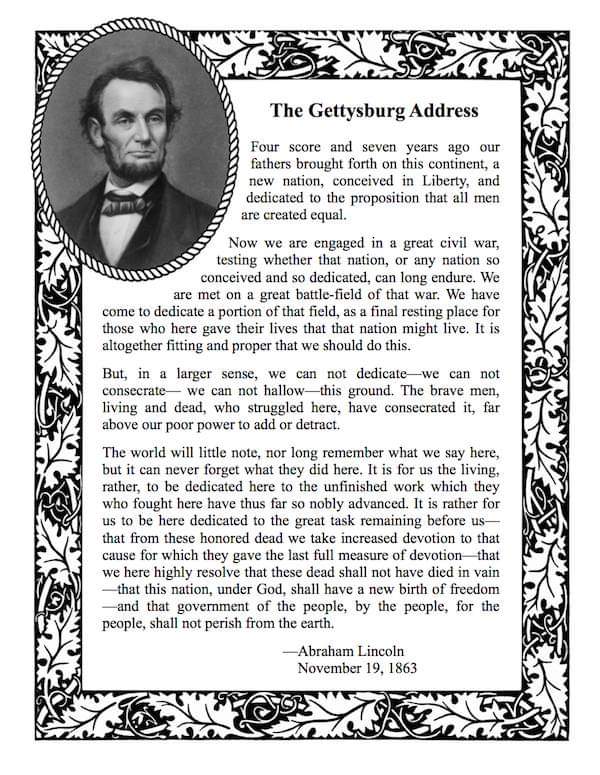 The Gettysburg Address
Four score and seven years ago our
fathers brought forth on this continent, a
new nation, conceived in Liberty, and
dedicated to the proposition that all men
are created equal.
Now we are engaged in a great civil war,
testing whether that nation, or any nation so
conceived and so dedicated, can long endure. We
are met on a great battle-field of that war. We have
come to dedicate a portion of that field, as a final resting place for
those who here gave their lives that that nation might live. It is
altogether fitting and proper that we should do this.
But, in a larger sense, we can not dedicate—we can not
consecrate— we can not hallow—this ground. The brave men,
living and dead, who struggled here, have consecrated it, far
above our poor power to add or detract.
The world will little note, nor long remember what we say here,
but it can never forget what they did here. It is for us the living,
rather, to be dedicated here to the unfinished work which they
who fought here have thus far so nobly advanced. It is rather for
us to be here dedicated to the great task remaining before us—
that from these honored dead we take increased devotion to that
cause for which they gave the last full measure of devotion—that
we here highly resolve that these dead shall not have died in vain
—that this nation, under God, shall have a new birth of freedom
—and that government of the people, by the people, for the
people, shall not perish from the earth.
—Abraham Lincoln
November 19, 1863